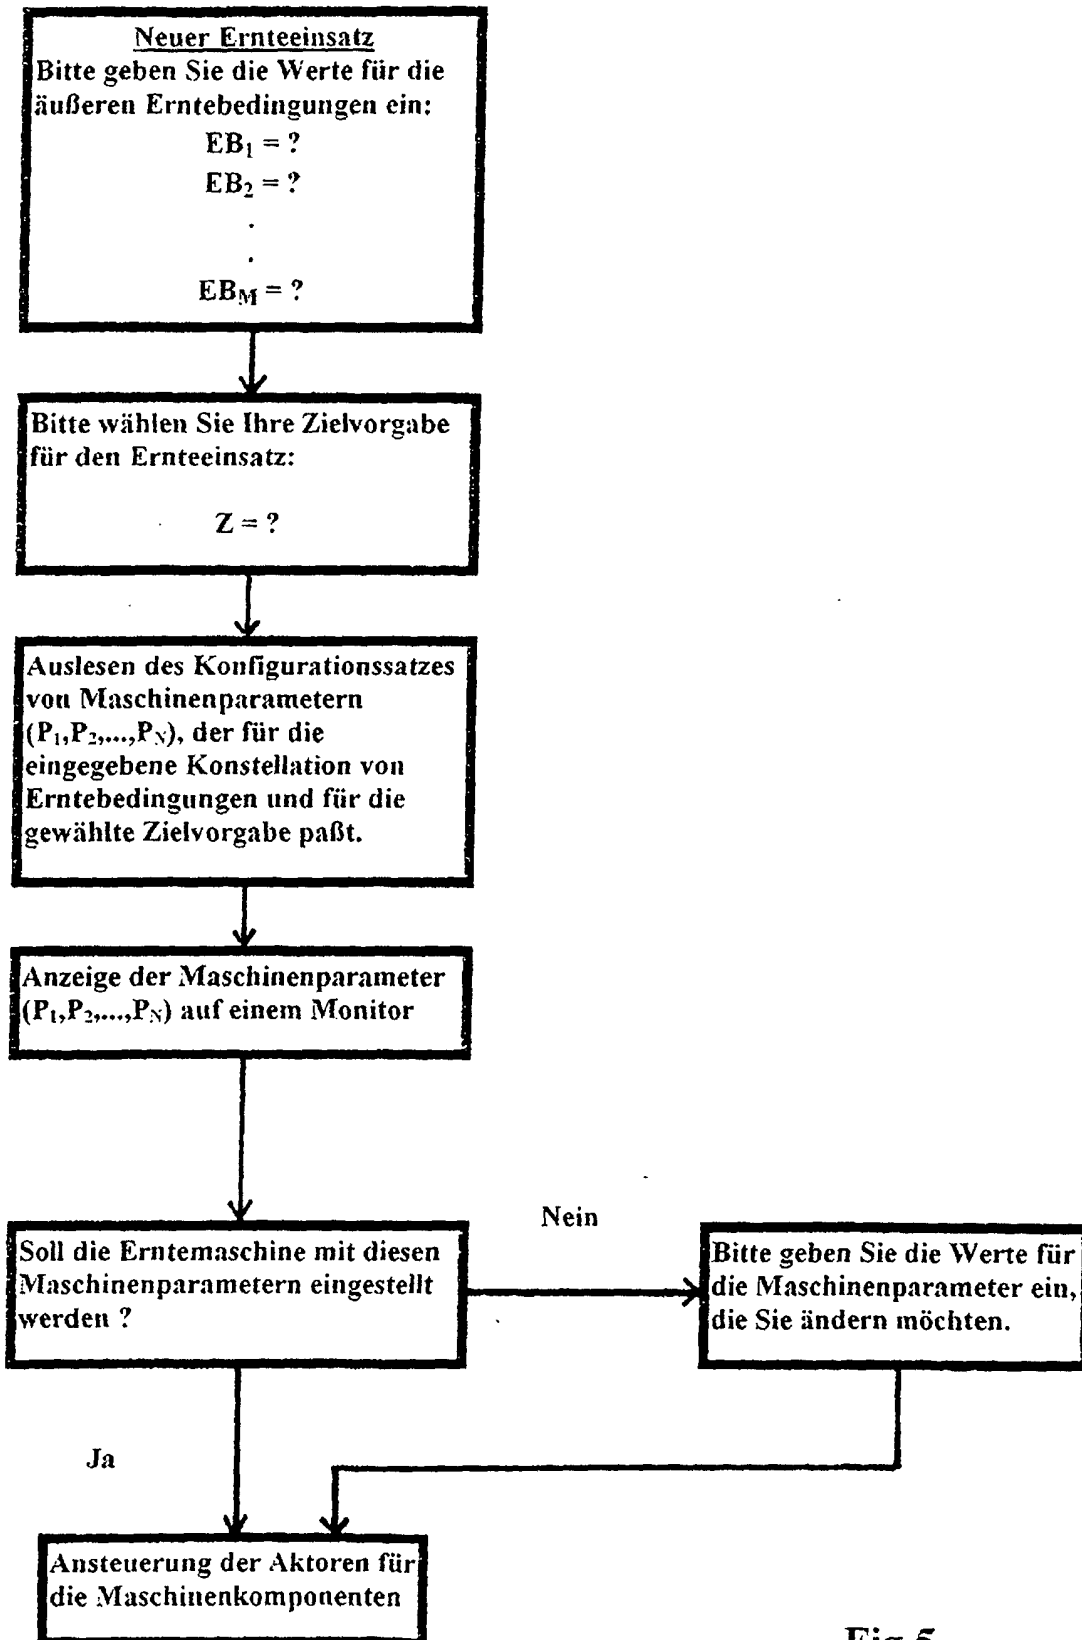 Neuer Ernteeinsatz
Bitte geben Sie die Werte für die
äußeren Erntebedingungen ein:
EB₁ = ?
EB₂ = ?
.
.
EB_M = ?
Bitte wählen Sie Ihre Zielvorgabe
für den Ernteeinsatz:
Z = ?
Auslesen des Konfigurationssatzes
von Maschinenparametern
(P₁,P₂,...,P_N), der für die
eingegebene Konstellation von
Erntebedingungen und für die
gewählte Zielvorgabe paßt.
Anzeige der Maschinenparameter
(P₁,P₂,...,P_N) auf einem Monitor
Soll die Erntemaschine mit diesen
Maschinenparametern eingestellt
werden ?
Nein
Bitte geben Sie die Werte für
die Maschinenparameter ein,
die Sie ändern möchten.
Ja
Ansteuerung der Aktoren für
die Maschinenkomponenten
Fig.5